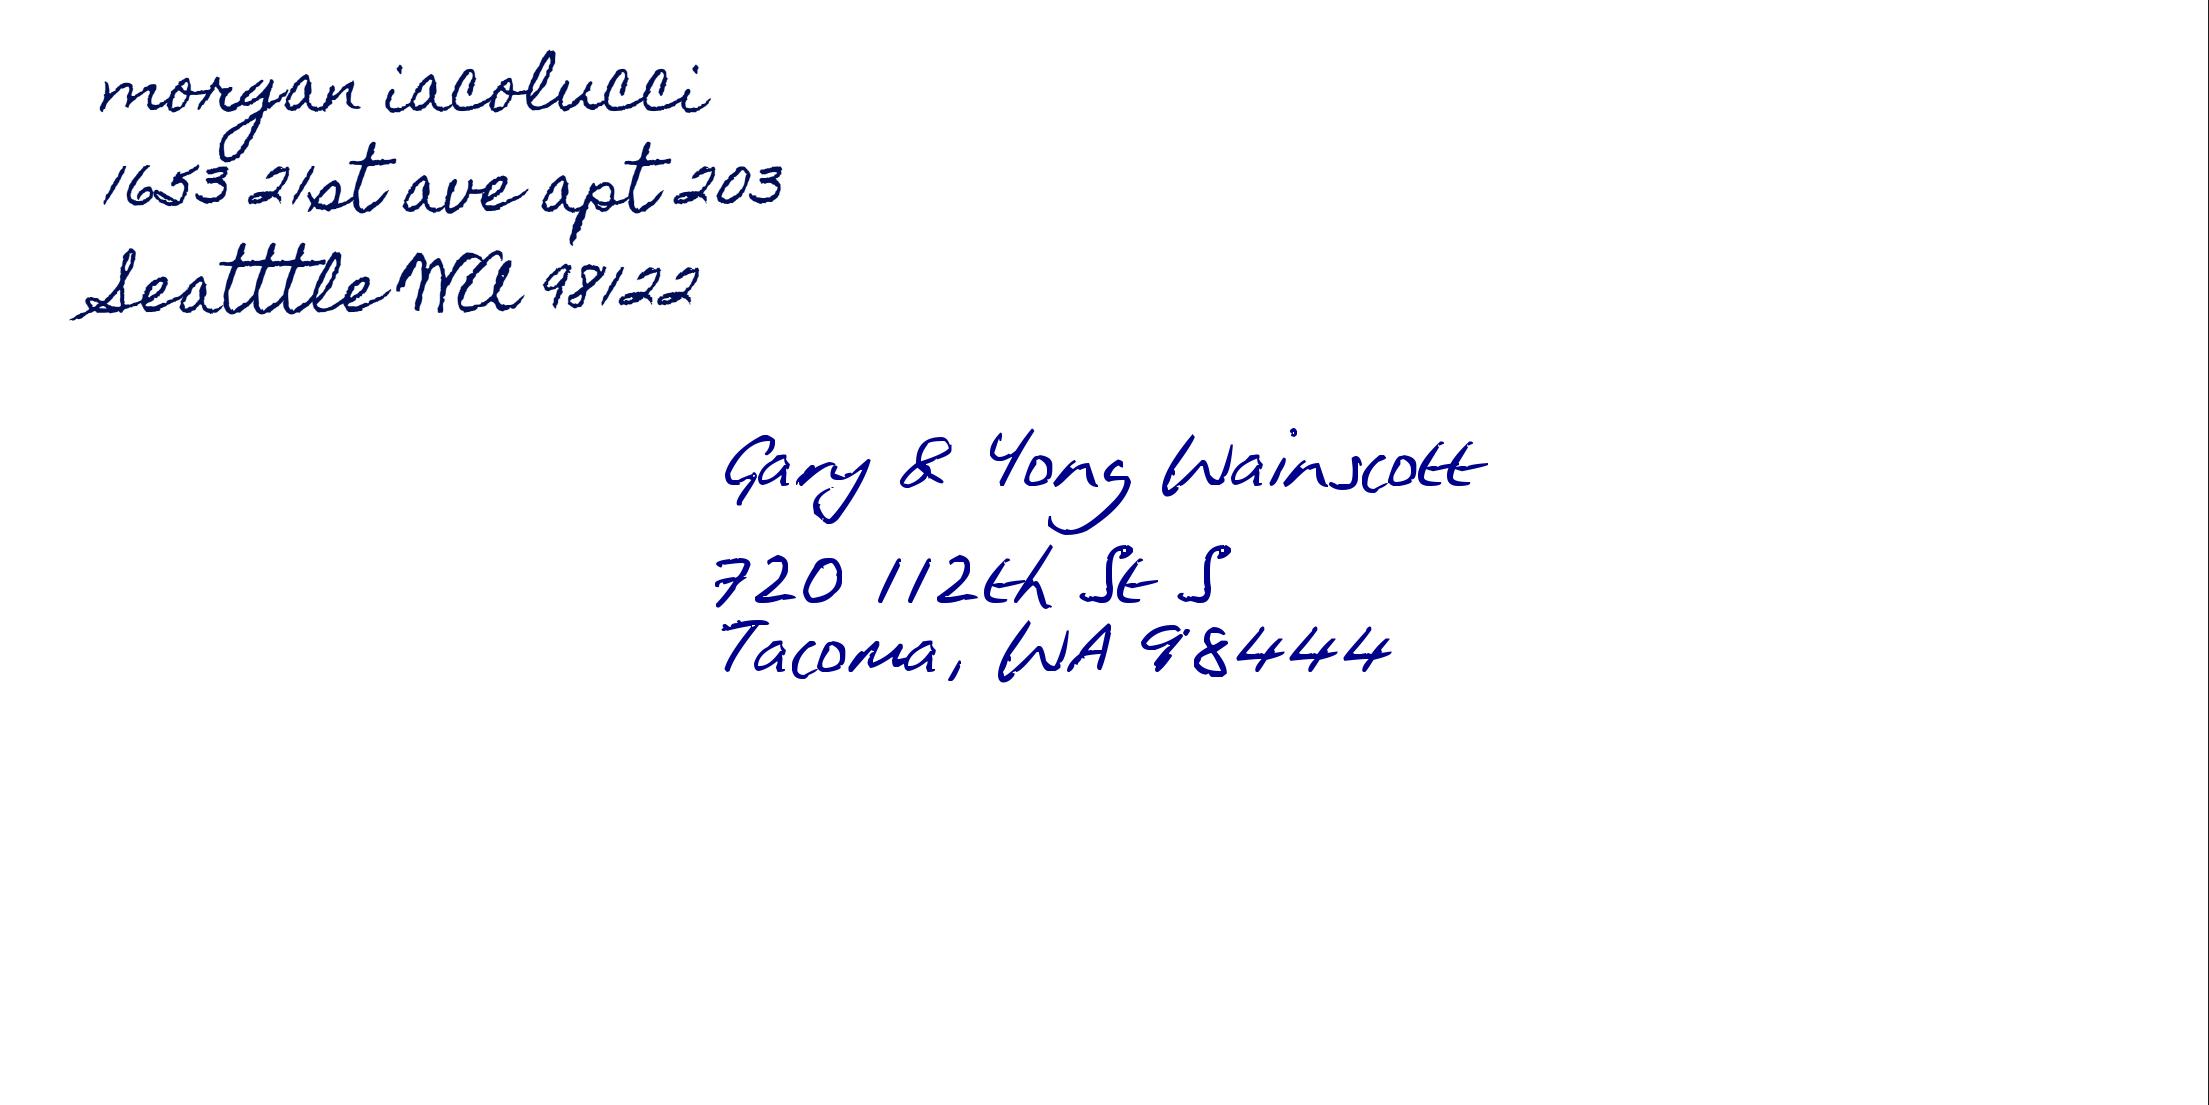 morgan iacolucci
1653 21st ave apt 203
Seatttle WA 98122
Gary & Yong Wainscott
720 112th St S
Tacoma, WA 98444